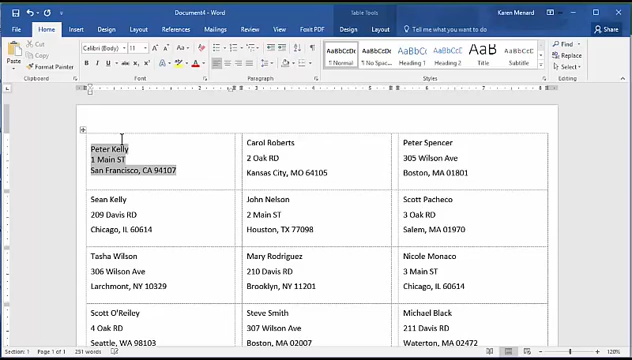 Document4 - Word
Table Tools
Karen Menard
File
Home
Insert
Design
Layout
References
Mailings
Review
View
Foxit PDF
Design
Layout
Tell me what you want to do
Share
Paste
Cut
Copy
Format Painter
Clipboard
Calibri (Body)
11
Font
Paragraph
AaBbCcDc
¶ Normal
AaBbCcDc
¶ No Spac...
AaBbCc
Heading 1
AaBbCcC
Heading 2
AaB
Title
AaBbCcD
Subtitle
Styles
Find
Replace
Select
Editing
Peter Kelly
1 Main ST
San Francisco, CA 94107
Carol Roberts
2 Oak RD
Kansas City, MO 64105
Peter Spencer
305 Wilson Ave
Boston, MA 01801
Sean Kelly
209 Davis RD
Chicago, IL 60614
John Nelson
2 Main ST
Houston, TX 77098
Scott Pacheco
3 Oak RD
Salem, MA 01970
Tasha Wilson
306 Wilson Ave
Larchmont, NY 10329
Mary Rodriguez
210 Davis RD
Brooklyn, NY 11201
Nicole Monaco
3 Main ST
Chicago, IL 60614
Scott O'Reiley
4 Oak RD
Seattle, WA 98103
Steve Smith
307 Wilson Ave
Boston, MA 02007
Michael Black
211 Davis RD
Waterton, MA 02472
Section: 1
Page 1 of 1
231 words
120%